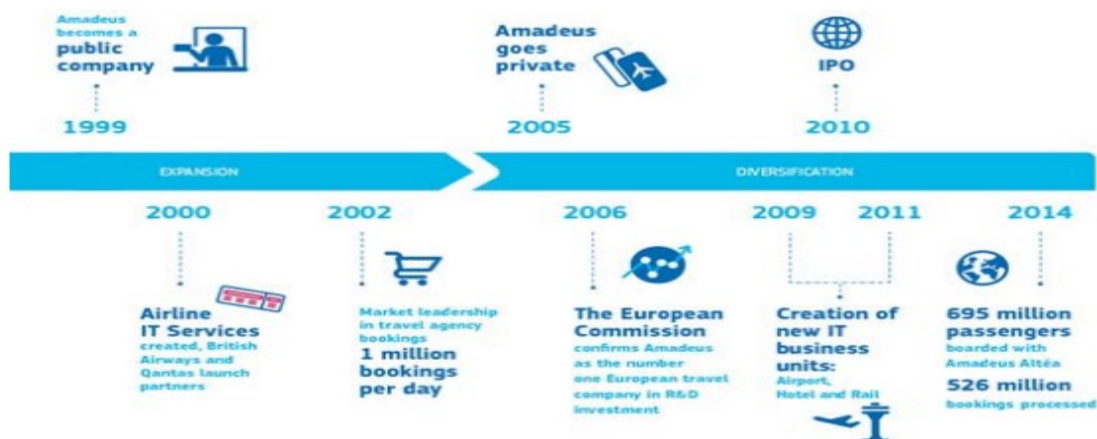 Amadeus
becomes a
public
company
1999
Amadeus
goes
private
2005
IPO
2010
EXPANSION
DIVERSIFICATION
2000
Airline
IT Services
created, British
Airways and
Qantas launch
partners
2002
Market leadership
in travel agency
bookings
1 million
bookings
per day
2006
The European
Commission
confirms Amadeus
as the number
one European travel
company in R&D
investment
2009
2011
Creation of
new IT
business
units:
Airport,
Hotel and Rail
2014
695 million
passengers
boarded with
Amadeus Altéa
526 million
bookings processed